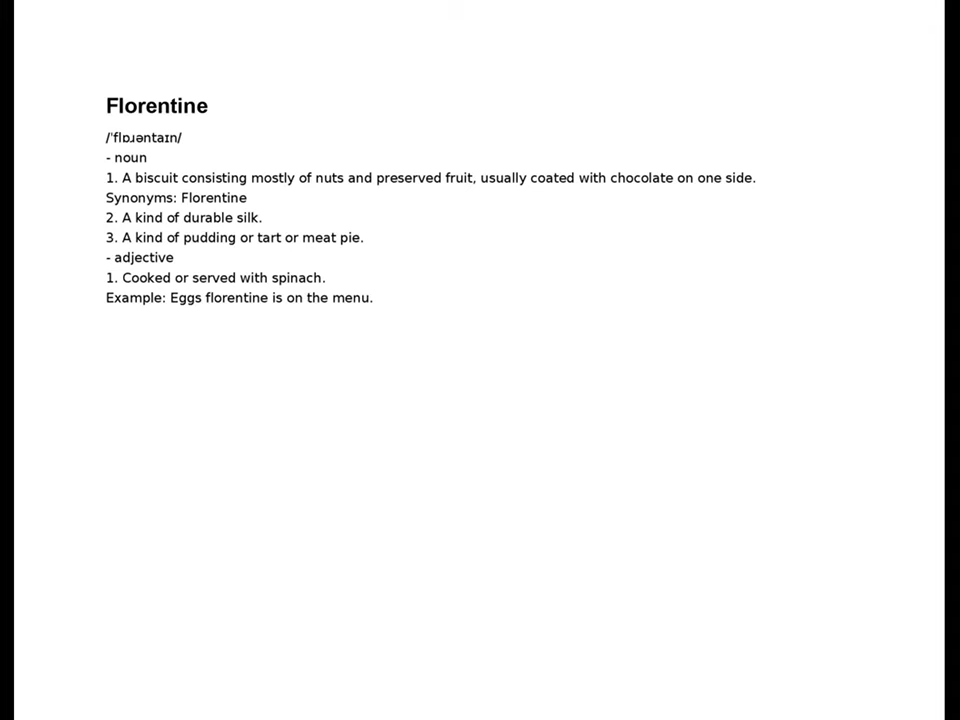 Florentine
/ˈflɒɹəntaɪn/
- noun
1. A biscuit consisting mostly of nuts and preserved fruit, usually coated with chocolate on one side.
Synonyms: Florentine
2. A kind of durable silk.
3. A kind of pudding or tart or meat pie.
- adjective
1. Cooked or served with spinach.
Example: Eggs florentine is on the menu.